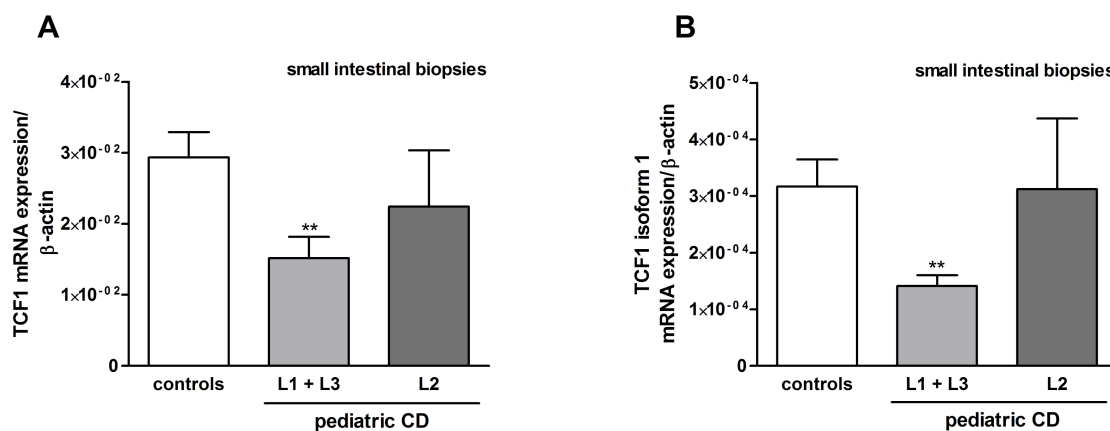 A
small intestinal biopsies
TCF1 mRNA expression/
β-actin
4×10⁻⁰²
3×10⁻⁰²
2×10⁻⁰²
1×10⁻⁰²
0
**
controls
L1 + L3
L2
pediatric CD
B
small intestinal biopsies
TCF1 isoform 1
mRNA expression/β-actin
5×10⁻⁰⁴
4×10⁻⁰⁴
3×10⁻⁰⁴
2×10⁻⁰⁴
1×10⁻⁰⁴
0
**
controls
L1 + L3
L2
pediatric CD